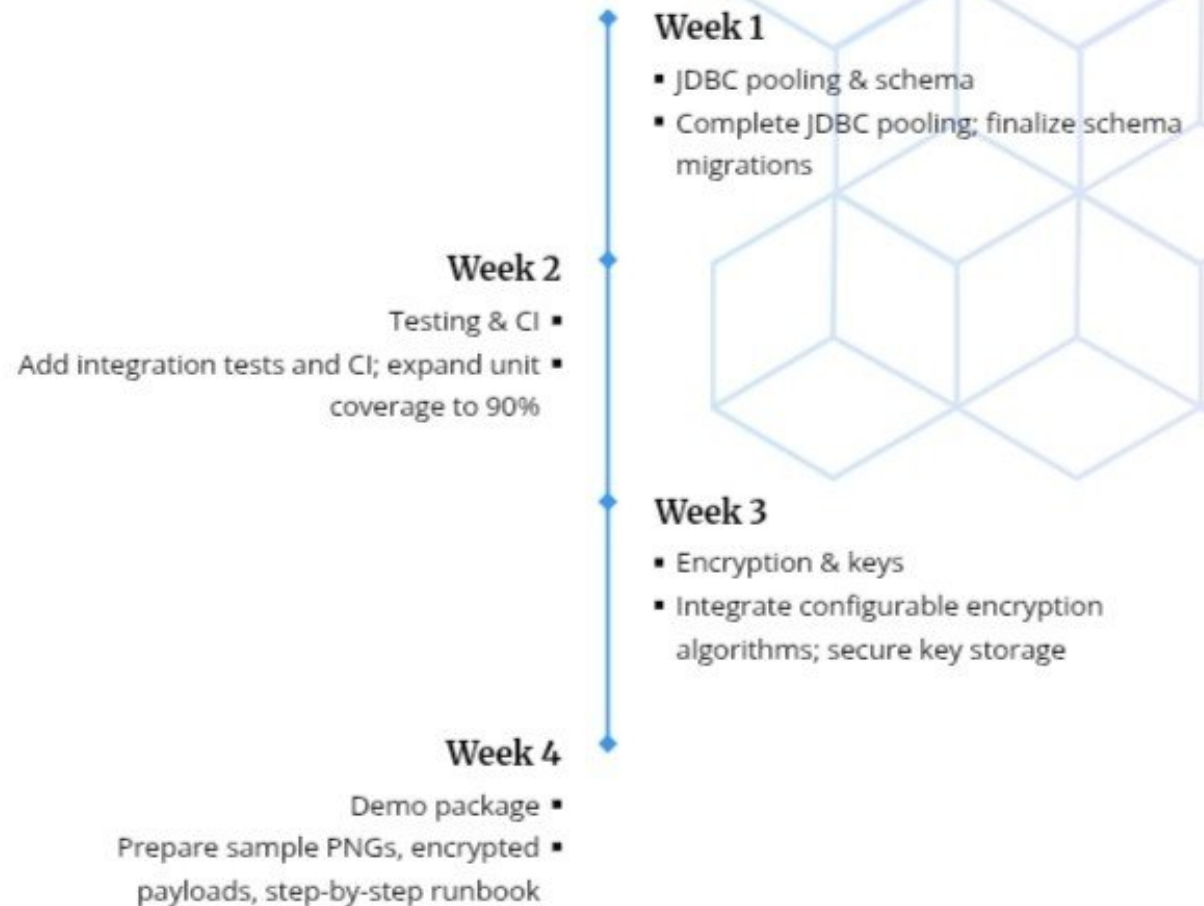 Week 1
▪ JDBC pooling & schema
▪ Complete JDBC pooling; finalize schema
migrations
Week 2
Testing & CI ▪
Add integration tests and CI; expand unit ▪
coverage to 90%
Week 3
▪ Encryption & keys
▪ Integrate configurable encryption
algorithms; secure key storage
Week 4
Demo package ▪
Prepare sample PNGs, encrypted ▪
payloads, step-by-step runbook